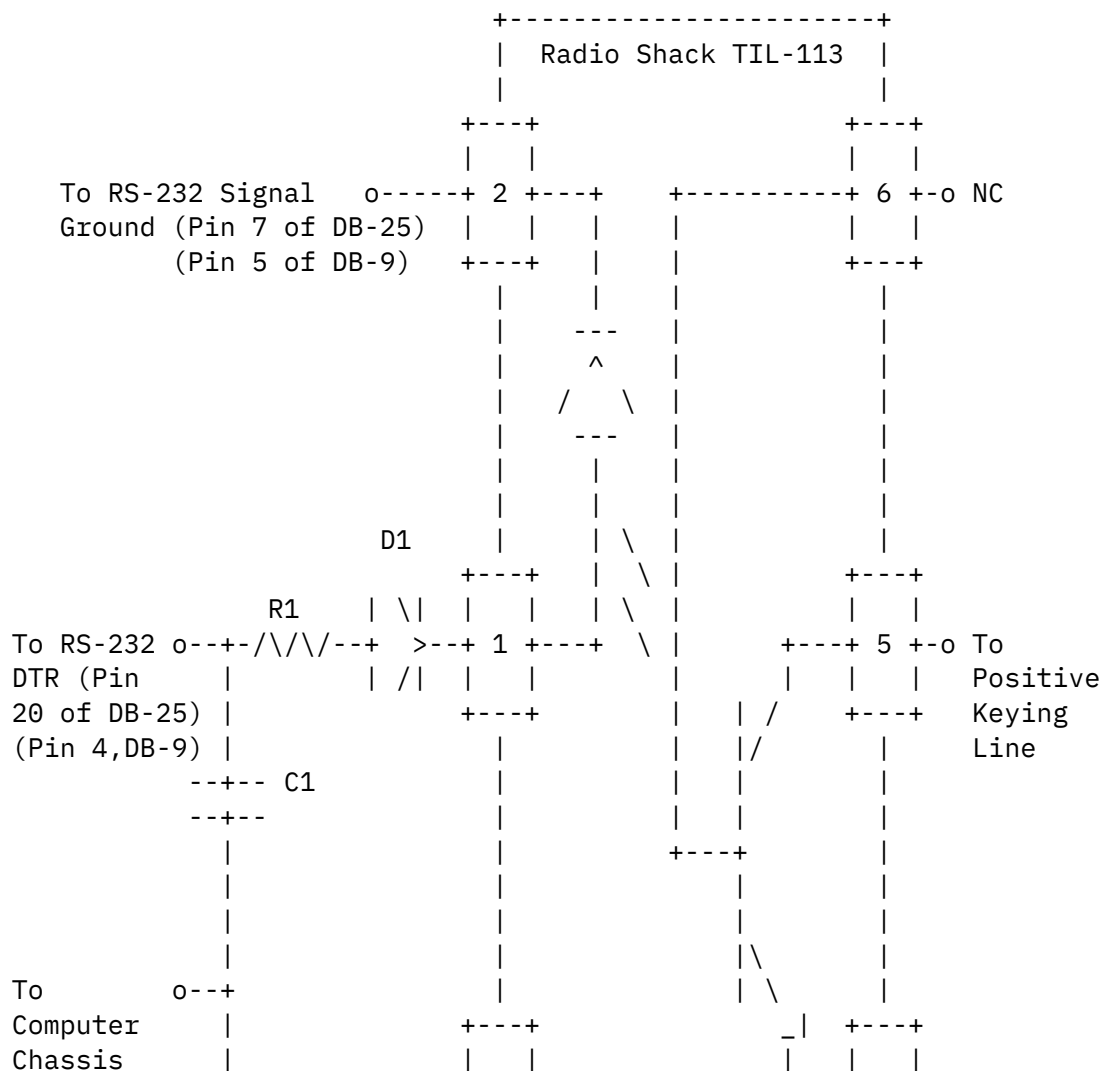 Radio Shack TIL-113
To RS-232 Signal o 2 6 o NC
Ground (Pin 7 of DB-25)
(Pin 5 of DB-9)
D1
R1
To RS-232 o 1 5 o To
DTR (Pin Positive
20 of DB-25) Keying
(Pin 4,DB-9) Line
C1
To o
Computer
Chassis